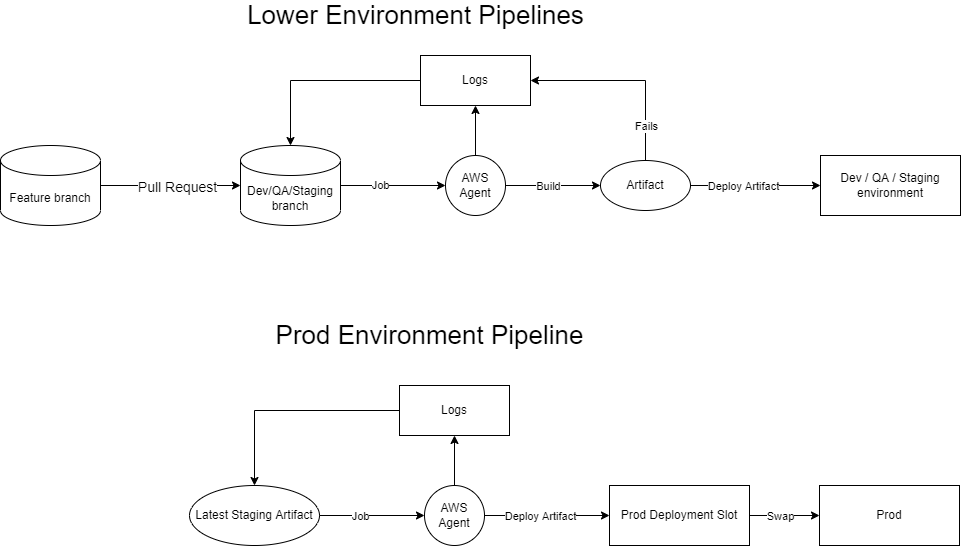 Lower Environment Pipelines
Logs
Fails
Feature branch
Pull Request
Dev/QA/Staging
branch
Job
AWS
Agent
Build
Artifact
Deploy Artifact
Dev / QA / Staging
environment
Prod Environment Pipeline
Logs
Latest Staging Artifact
Job
AWS
Agent
Deploy Artifact
Prod Deployment Slot
Swap
Prod